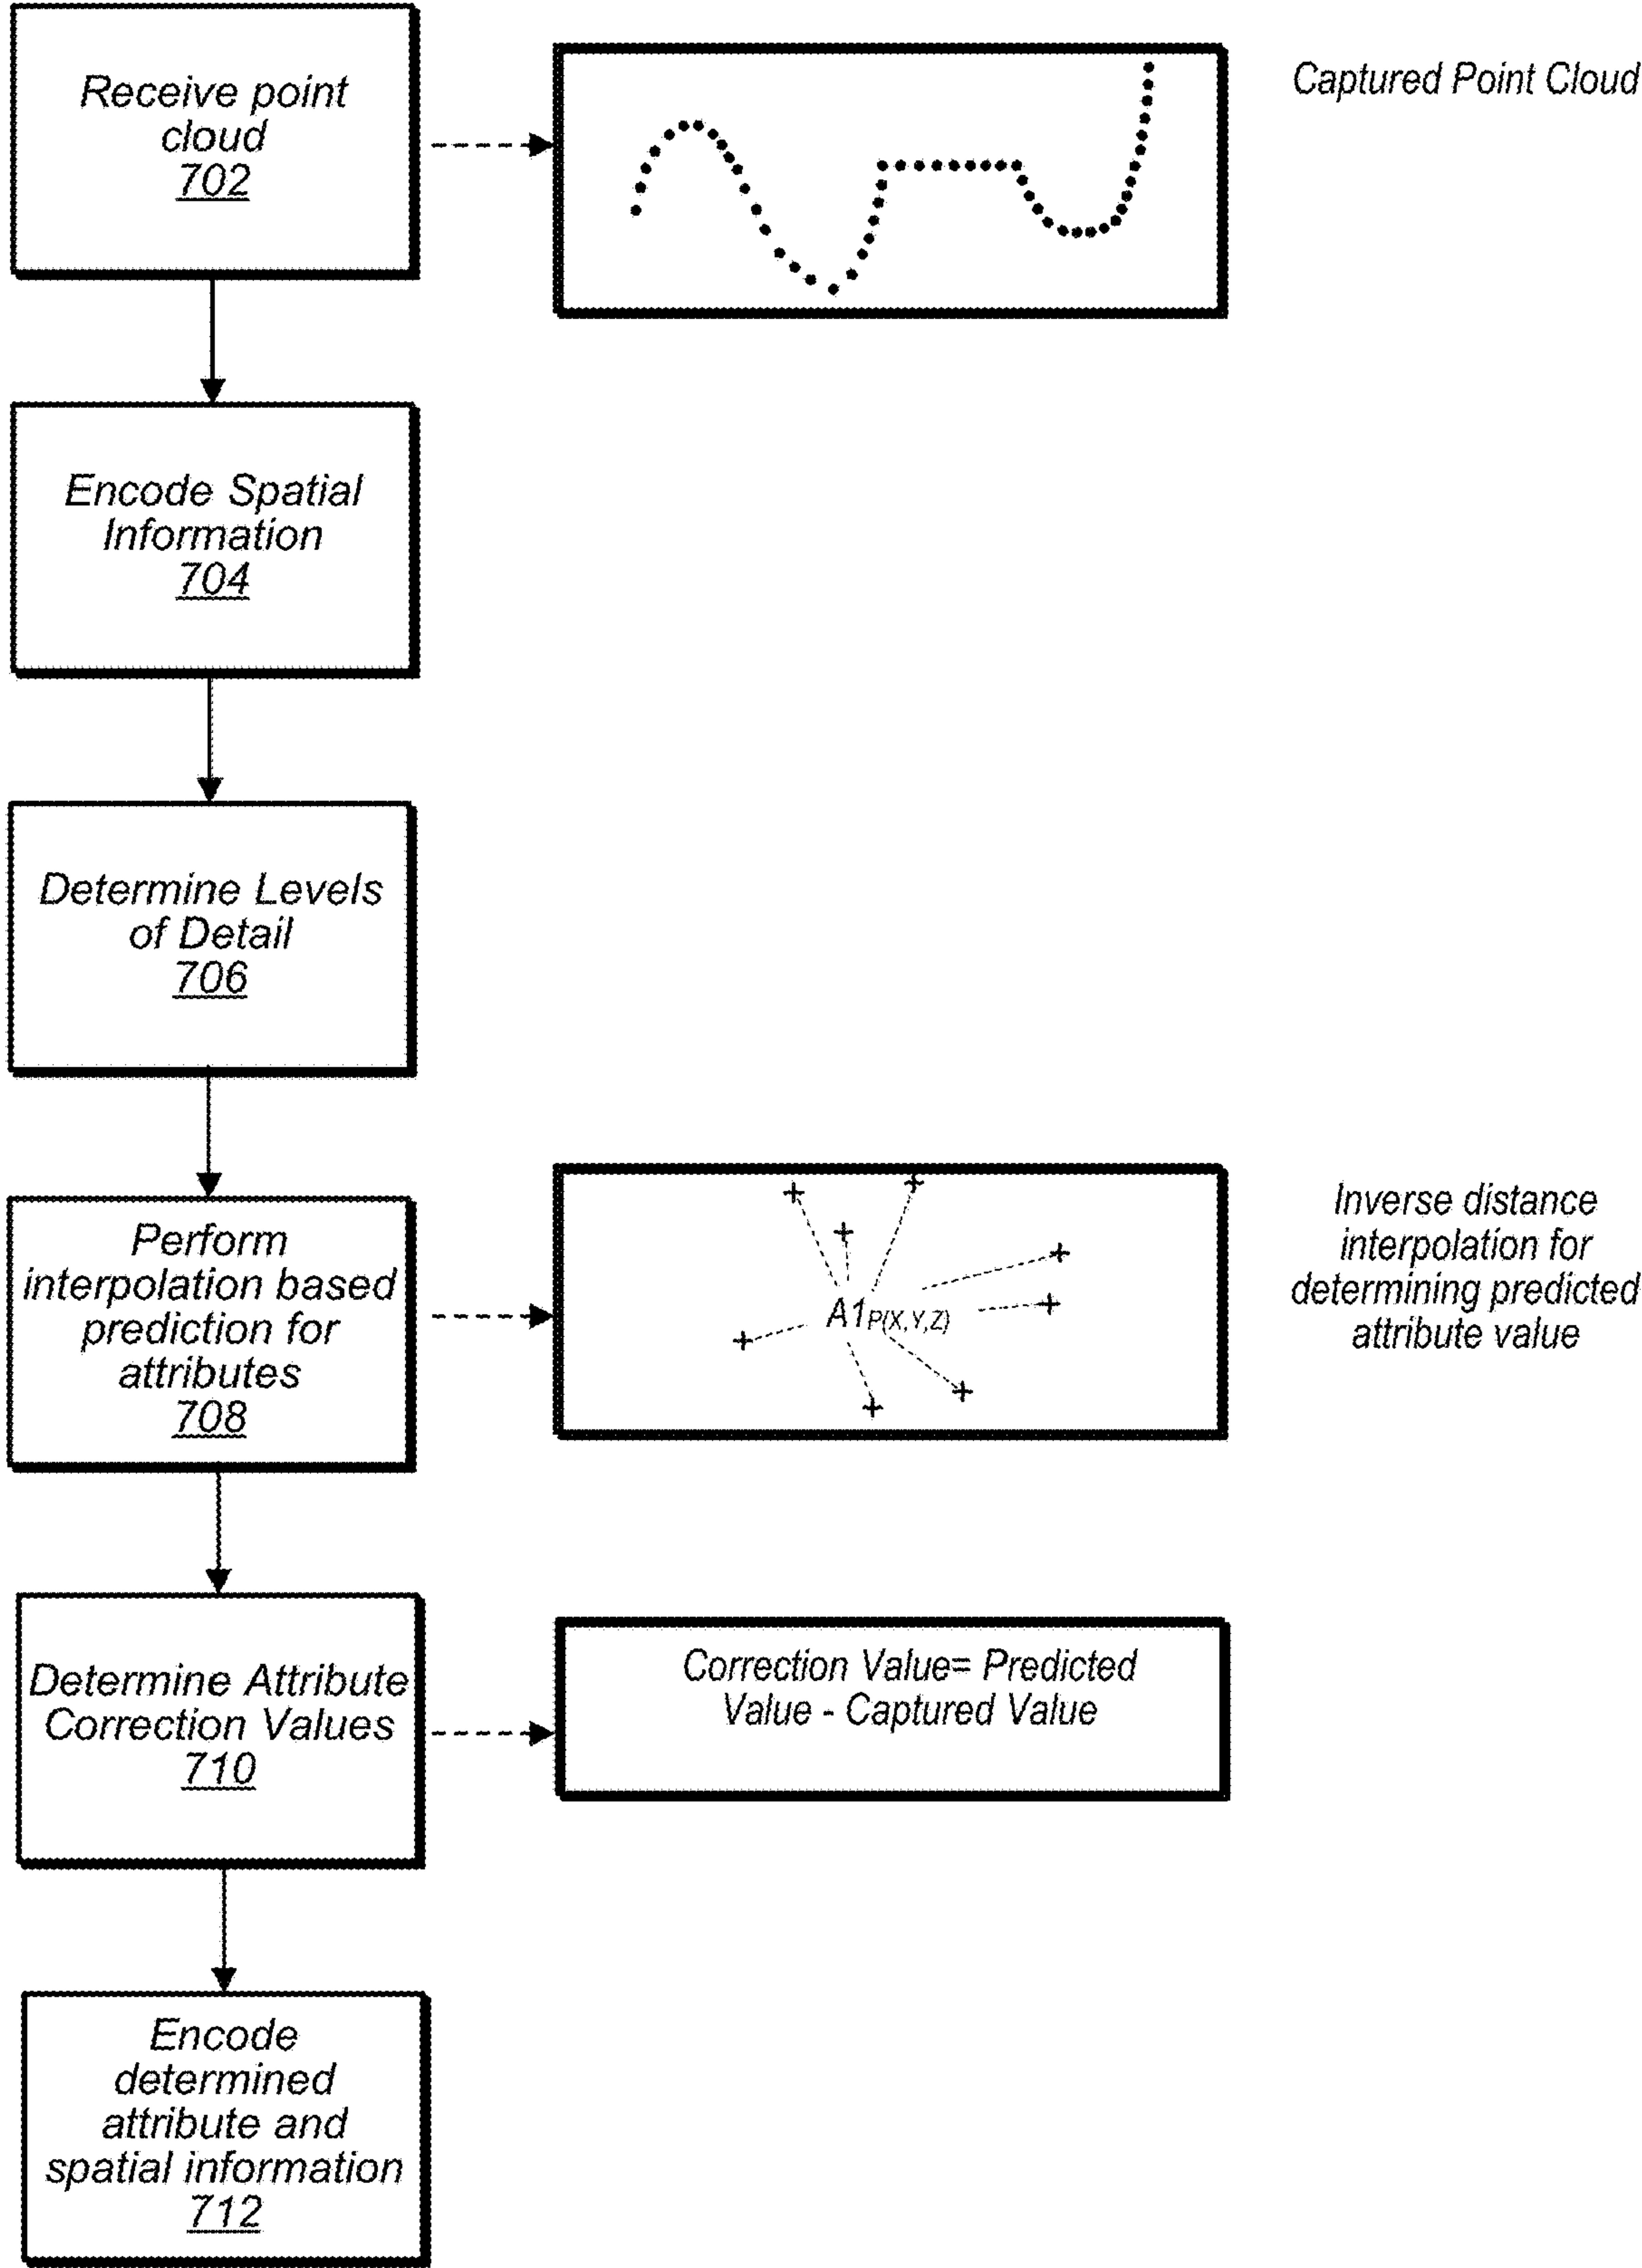 Receive point
cloud
702
Captured Point Cloud
Encode Spatial
Information
704
Determine Levels
of Detail
706
Perform
interpolation based
prediction for
attributes
708
A1P(X,Y,Z)
Inverse distance
interpolation for
determining predicted
attribute value
Determine Attribute
Correction Values
710
Correction Value= Predicted
Value - Captured Value
Encode
determined
attribute and
spatial information
712